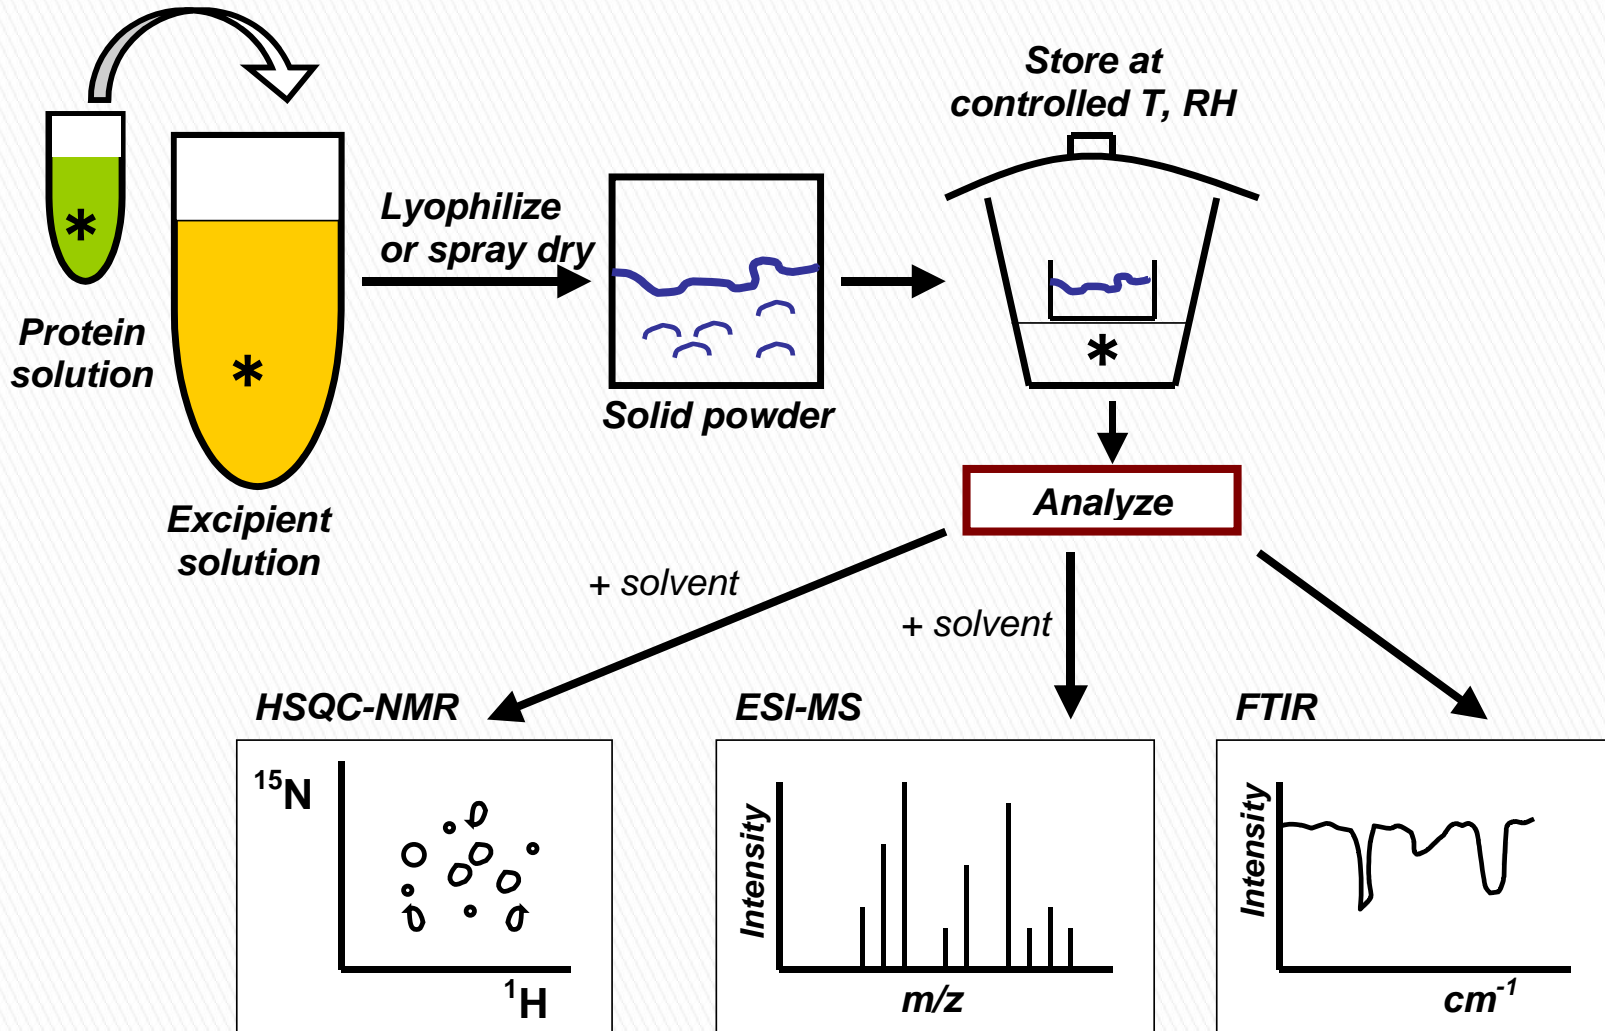 Store at
controlled T, RH
Lyophilize
or spray dry
*
*
*
Protein
solution
Solid powder
Excipient
solution
Analyze
+ solvent
+ solvent
HSQC-NMR
ESI-MS
FTIR
¹⁵N
¹H
Intensity
m/z
Intensity
cm⁻¹